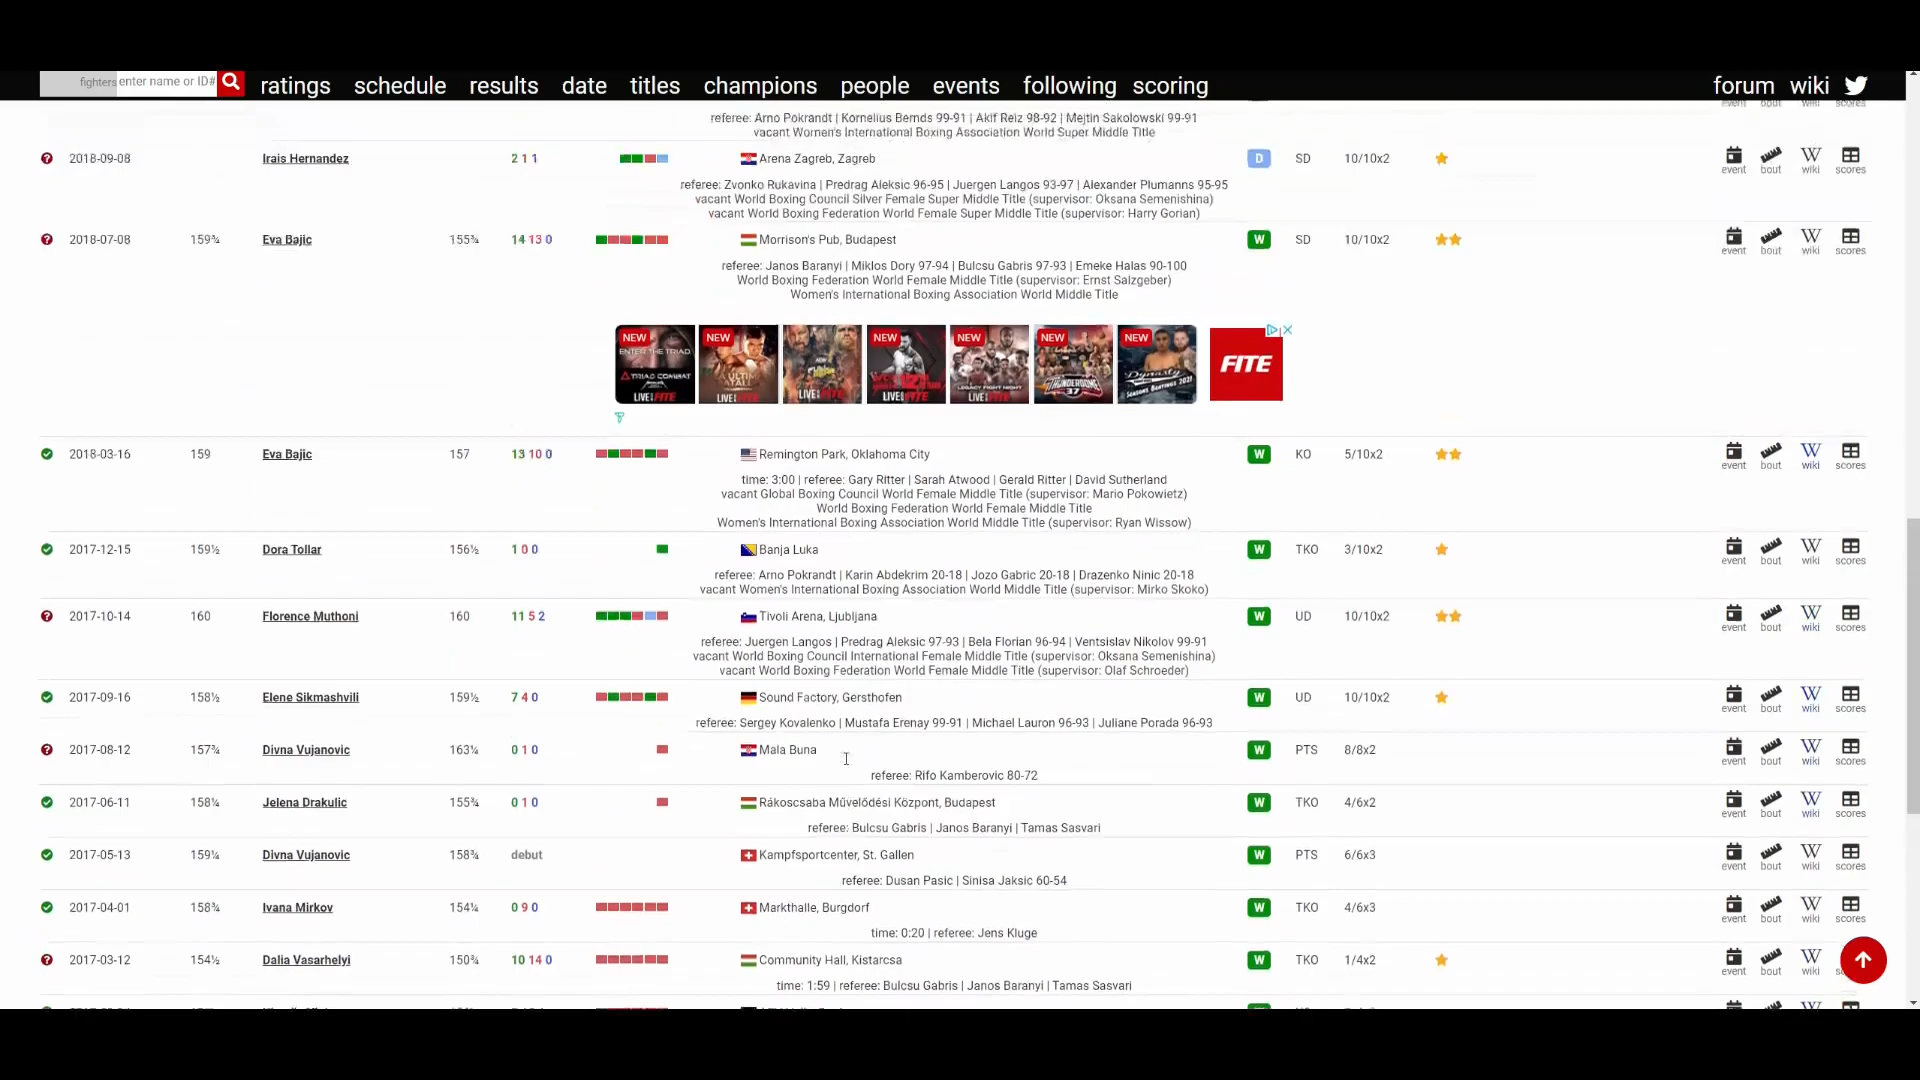 fighters enter name or ID# ratings schedule results date titles champions people events following scoring forum wiki
referee: Arno Pokrandt | Kornelius Bernds 99-91 | Akif Reiz 98-92 | Mejtin Sakolowski 99-91 scores
vacant Women's International Boxing Association World Super Middle Title
2018-09-08 Irais Hernandez 2 1 1 Arena Zagreb, Zagreb D SD 10/10x2 event bout wiki scores
referee: Zvonko Rukavina | Predrag Aleksic 96-95 | Juergen Langos 93-97 | Alexander Plumanns 95-95
vacant World Boxing Council Silver Female Super Middle Title (supervisor: Oksana Semenishina)
vacant World Boxing Federation World Female Super Middle Title (supervisor: Harry Gorian)
2018-07-08 159¾ Eva Bajic 155¾ 14 13 0 Morrison's Pub, Budapest W SD 10/10x2 event bout wiki scores
referee: Janos Baranyi | Miklos Dory 97-94 | Bulcsu Gabris 97-93 | Emeke Halas 90-100
World Boxing Federation World Female Middle Title (supervisor: Ernst Salzgeber)
Women's International Boxing Association World Middle Title
NEW NEW NEW NEW NEW NEW
ENTER THE TRIAD
TRIAD COMBAT LEGACY FIGHT NIGHT THUNDERDOME 37 Dynasty
LIVE FITE LIVE FITE LIVE FITE LIVE FITE LIVE FITE
FITE
2018-03-16 159 Eva Bajic 157 13 10 0 Remington Park, Oklahoma City W KO 5/10x2 event bout wiki scores
time: 3:00 | referee: Gary Ritter | Sarah Atwood | Gerald Ritter | David Sutherland
vacant Global Boxing Council World Female Middle Title (supervisor: Mario Pokowietz)
World Boxing Federation World Female Middle Title
Women's International Boxing Association World Middle Title (supervisor: Ryan Wissow)
2017-12-15 159½ Dora Tollar 156½ 1 0 0 Banja Luka W TKO 3/10x2 event bout wiki scores
referee: Arno Pokrandt | Karin Abdekrim 20-18 | Jozo Gabric 20-18 | Drazenko Ninic 20-18
vacant Women's International Boxing Association World Middle Title (supervisor: Mirko Skoko)
2017-10-14 160 Florence Muthoni 160 11 5 2 Tivoli Arena, Ljubljana W UD 10/10x2 event bout wiki scores
referee: Juergen Langos | Predrag Aleksic 97-93 | Bela Florian 96-94 | Ventsislav Nikolov 99-91
vacant World Boxing Council International Female Middle Title (supervisor: Oksana Semenishina)
vacant World Boxing Federation World Female Middle Title (supervisor: Olaf Schroeder)
2017-09-16 158½ Elene Sikmashvili 159½ 7 4 0 Sound Factory, Gersthofen W UD 10/10x2 event bout wiki scores
referee: Sergey Kovalenko | Mustafa Erenay 99-91 | Michael Lauron 96-93 | Juliane Porada 96-93
2017-08-12 157¾ Divna Vujanovic 163¼ 0 1 0 Mala Buna W PTS 8/8x2 event bout wiki scores
referee: Rifo Kamberovic 80-72
2017-06-11 158¼ Jelena Drakulic 155¾ 0 1 0 Rákoscsaba Művelődési Központ, Budapest W TKO 4/6x2 event bout wiki scores
referee: Bulcsu Gabris | Janos Baranyi | Tamas Sasvari
2017-05-13 159¼ Divna Vujanovic 158¾ debut Kampfsportcenter, St. Gallen W PTS 6/6x3 event bout wiki scores
referee: Dusan Pasic | Sinisa Jaksic 60-54
2017-04-01 158¾ Ivana Mirkov 154¼ 0 9 0 Markthalle, Burgdorf W TKO 4/6x3 event bout wiki scores
time: 0:20 | referee: Jens Kluge
2017-03-12 154½ Dalia Vasarhelyi 150¾ 10 14 0 Community Hall, Kistarcsa W TKO 1/4x2 event bout wiki scores
time: 1:59 | referee: Bulcsu Gabris | Janos Baranyi | Tamas Sasvari